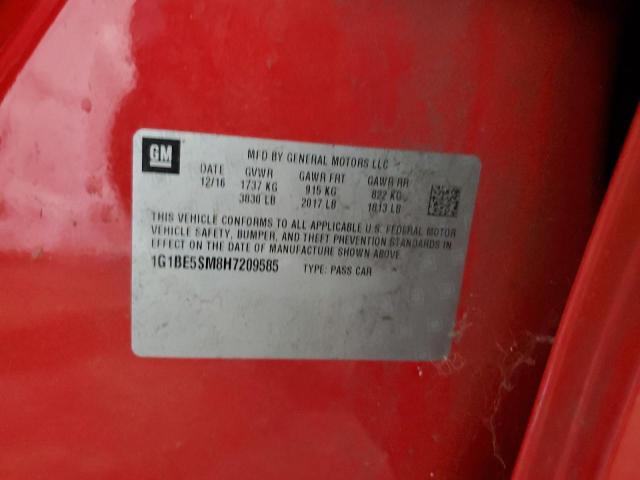 GM
MFD BY GENERAL MOTORS LLC
DATE GVWR GAWR FRT GAWR RR
12/16 1737 KG 915 KG 822 KG
3830 LB 2017 LB 1813 LB
THIS VEHICLE CONFORMS TO ALL APPLICABLE U.S. FEDERAL MOTOR
VEHICLE SAFETY, BUMPER, AND THEFT PREVENTION STANDARDS IN
EFFECT ON THE DATE OF MANUFACTURE SHOWN ABOVE.
1G1BE5SM8H7209585 TYPE: PASS CAR